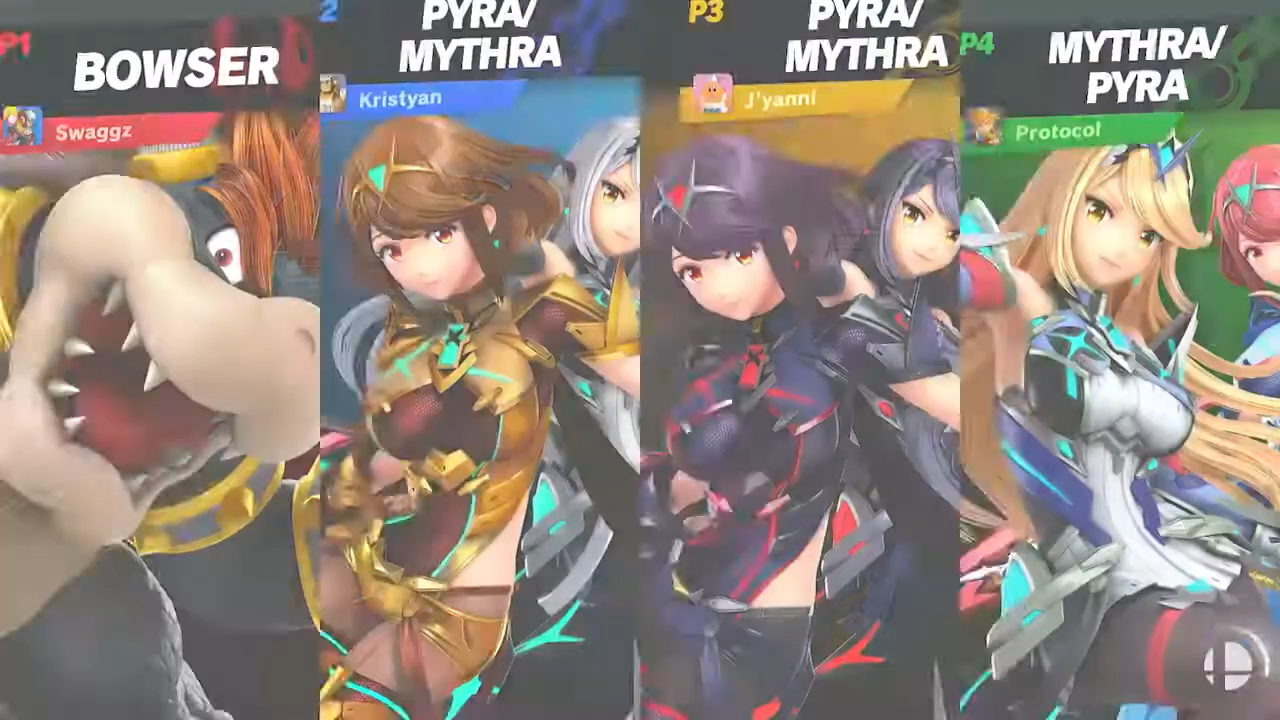 P1
BOWSER
Swaggz
2
PYRA/
MYTHRA
Kristyan
P3
PYRA/
MYTHRA
J'yanni
P4
MYTHRA/
PYRA
Protocol